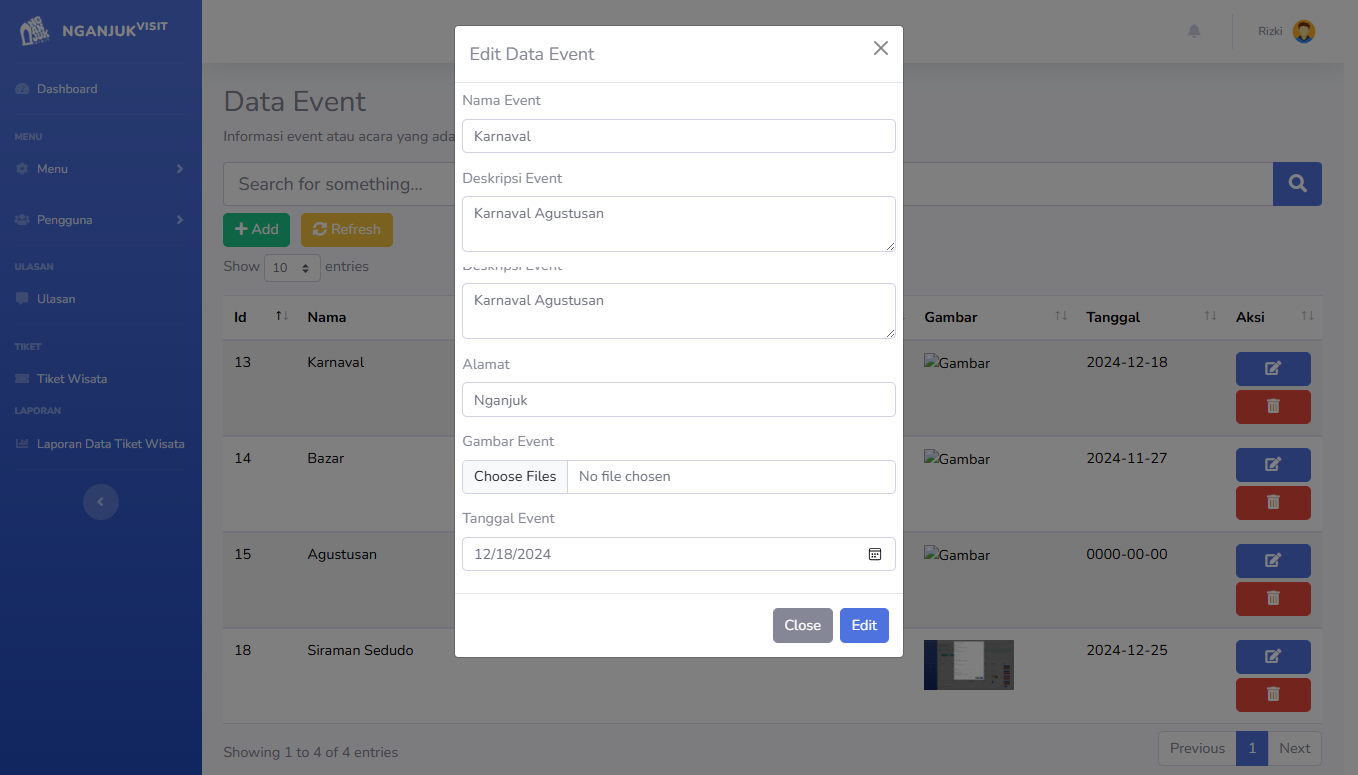 NGANJUKVISIT
Dashboard
MENU
Menu
Pengguna
ULASAN
Ulasan
TIKET
Tiket Wisata
LAPORAN
Laporan Data Tiket Wisata
Rizki
Data Event
Informasi event atau acara yang ada
Search for something...
Add
Refresh
Show 10 entries
Id Nama Gambar Tanggal Aksi
13 Karnaval Gambar 2024-12-18
14 Bazar Gambar 2024-11-27
15 Agustusan Gambar 0000-00-00
18 Siraman Sedudo 2024-12-25
Showing 1 to 4 of 4 entries
Previous 1 Next
Edit Data Event
Nama Event
Karnaval
Deskripsi Event
Karnaval Agustusan
Deskripsi Event
Karnaval Agustusan
Alamat
Nganjuk
Gambar Event
Choose Files No file chosen
Tanggal Event
12/18/2024
Close Edit